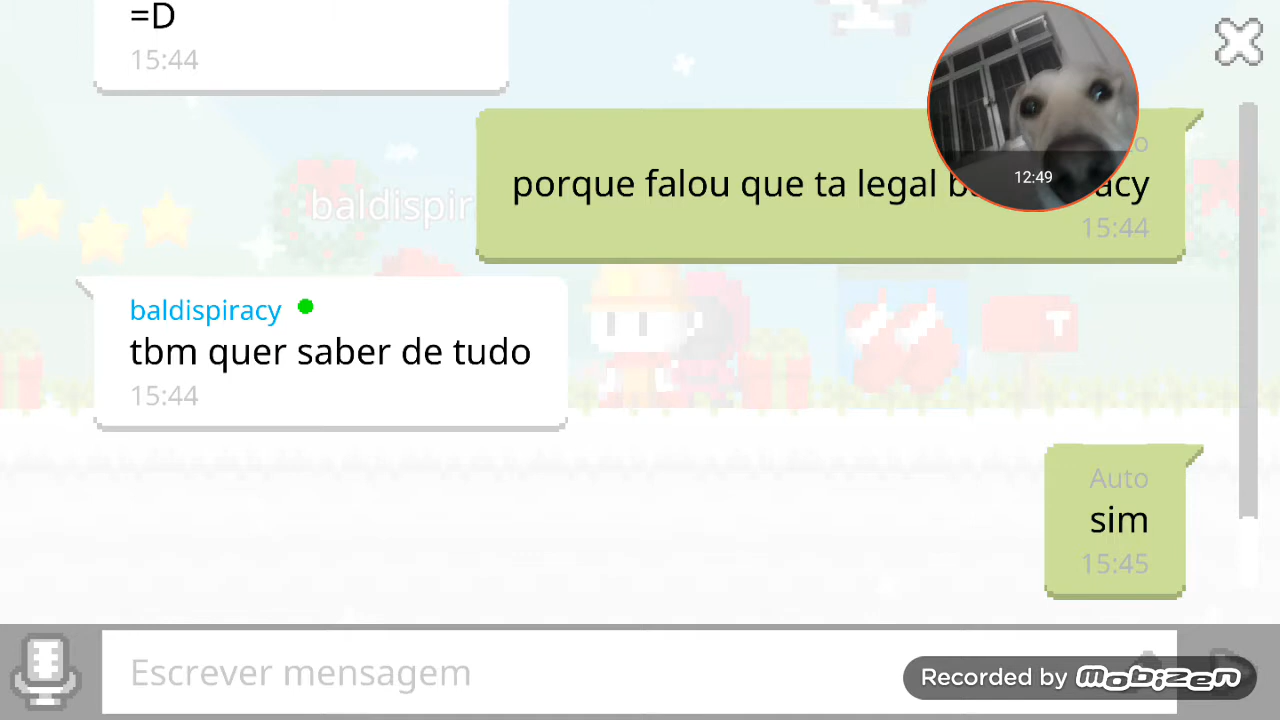 =D
15:44
porque falou que ta legal
15:44
12:49
baldispir
baldispiracy
tbm quer saber de tudo
15:44
T
Auto
sim
15:45
Escrever mensagem
Recorded by mobizen